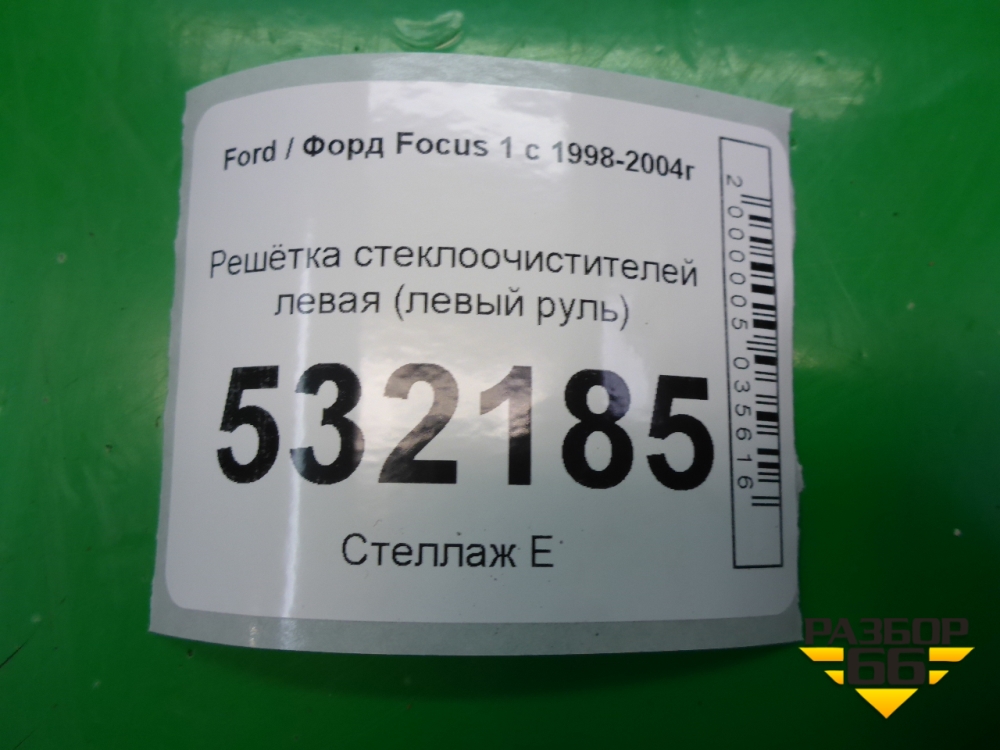 Ford / Форд Focus 1 с 1998-2004г
Решётка стеклоочистителей
левая (левый руль)
532185
Стеллаж Е
2000005035616
РАЗБОР
66